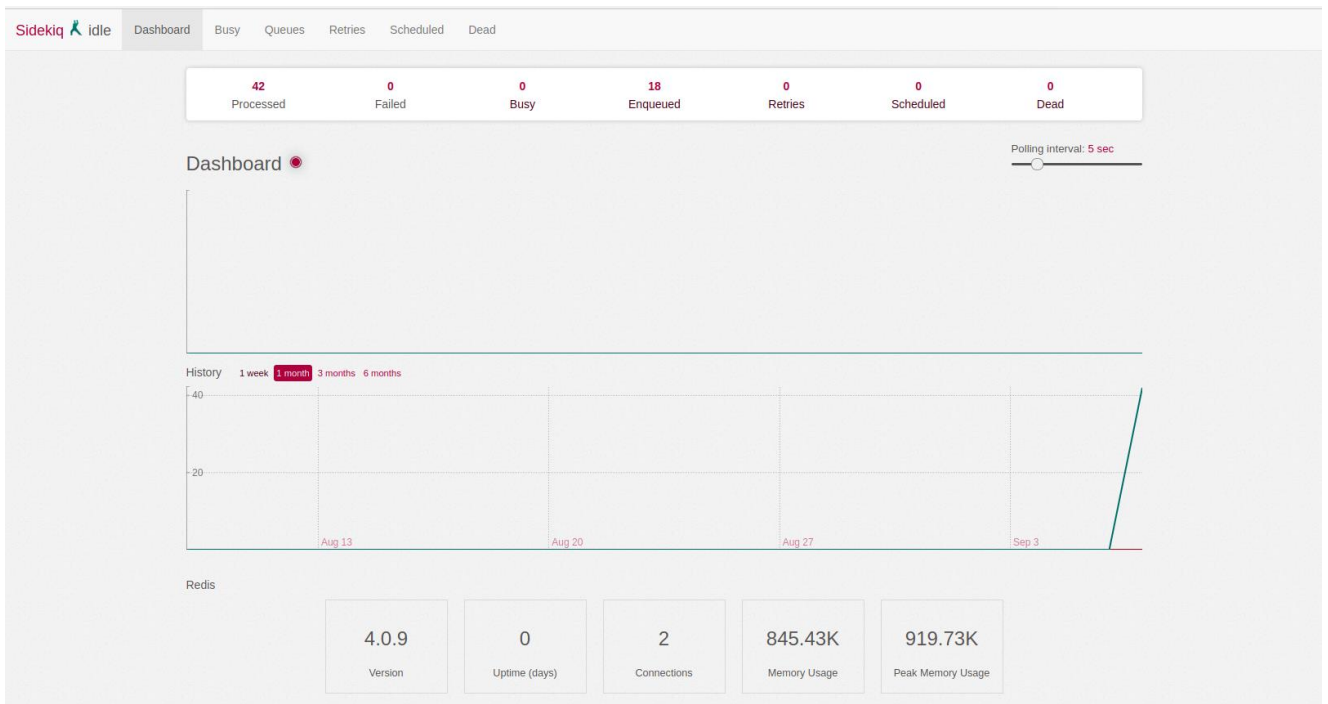 Sidekiq idle Dashboard Busy Queues Retries Scheduled Dead
42 0 0 18 0 0 0
Processed Failed Busy Enqueued Retries Scheduled Dead
Polling interval: 5 sec
Dashboard
History 1 week 1 month 3 months 6 months
40
20
Aug 13 Aug 20 Aug 27 Sep 3
Redis
4.0.9 0 2 845.43K 919.73K
Version Uptime (days) Connections Memory Usage Peak Memory Usage